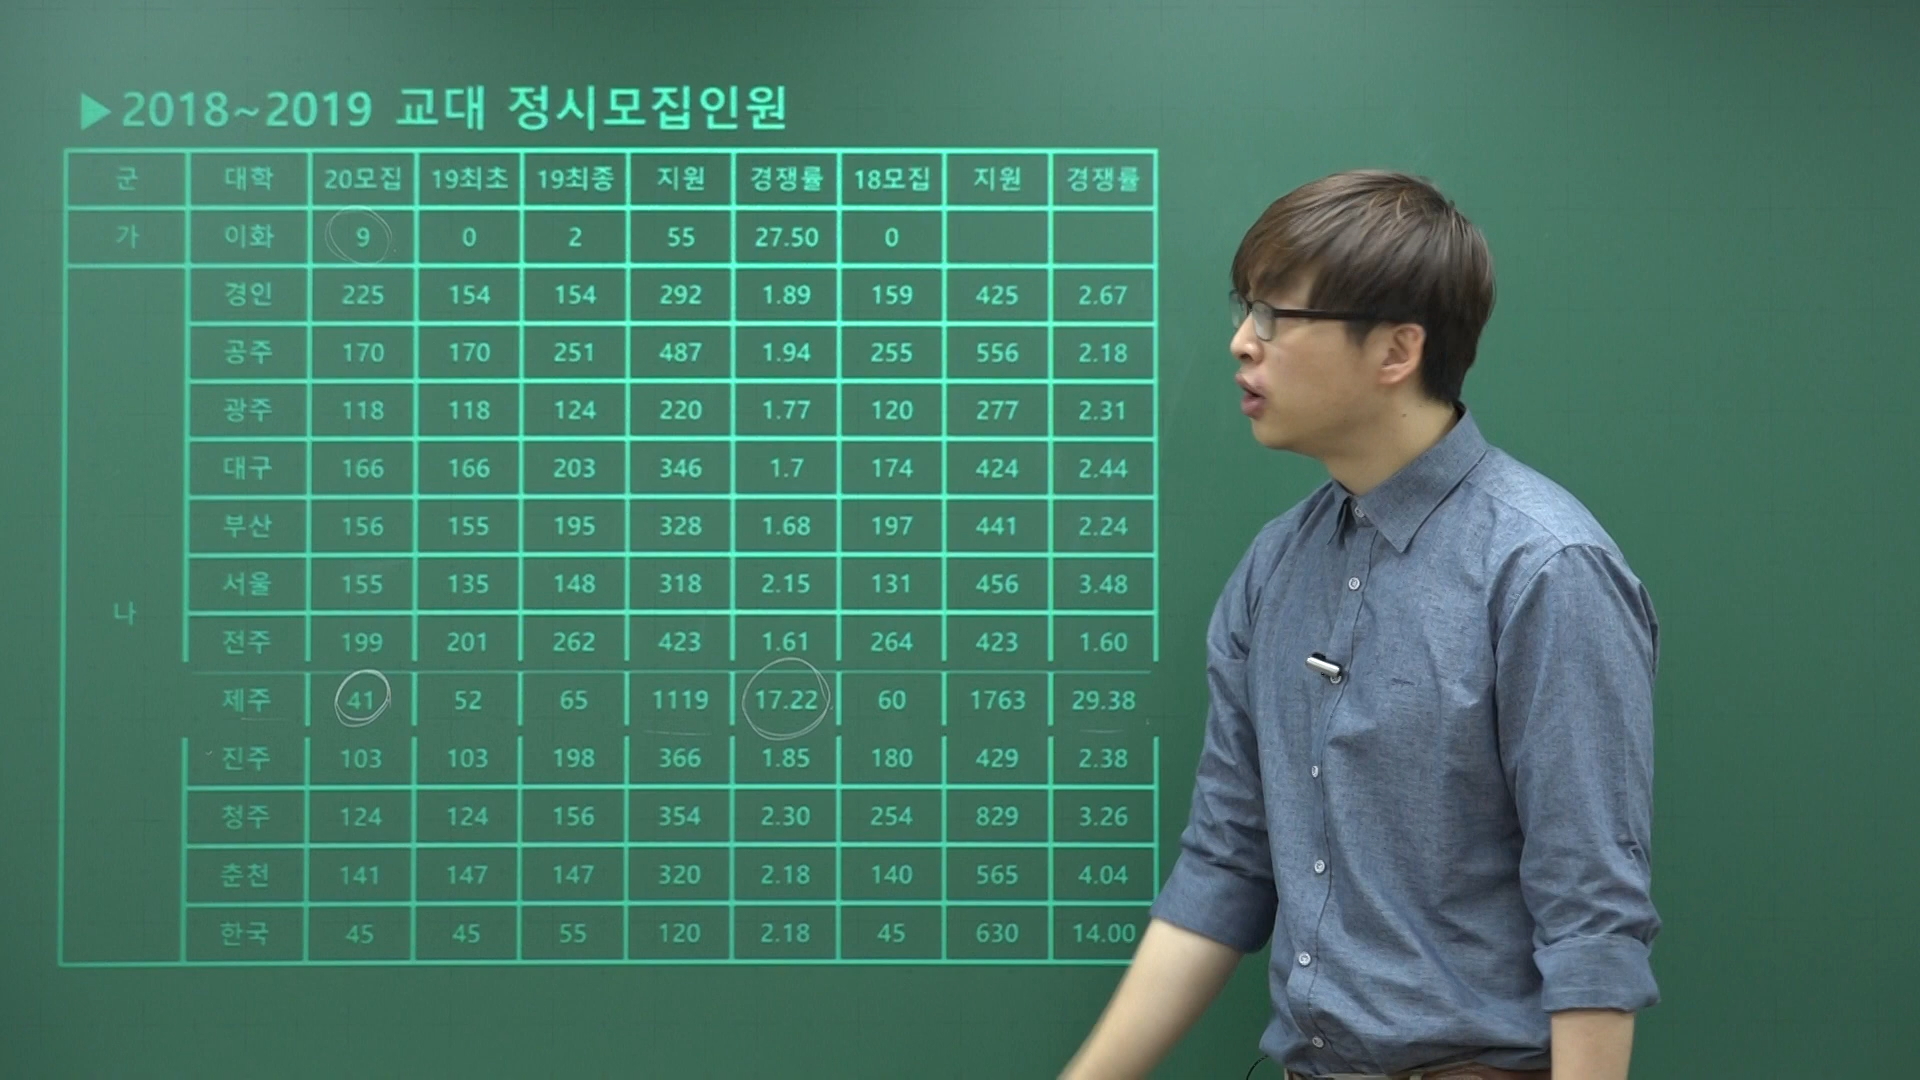 ▶2018~2019 교대 정시모집인원
군 대학 20모집 19최초 19최종 지원 경쟁률 18모집 지원 경쟁률
가 이화 9 0 2 55 27.50 0
경인 225 154 154 292 1.89 159 425 2.67
공주 170 170 251 487 1.94 255 556 2.18
광주 118 118 124 220 1.77 120 277 2.31
대구 166 166 203 346 1.7 174 424 2.44
부산 156 155 195 328 1.68 197 441 2.24
서울 155 135 148 318 2.15 131 456 3.48
나
전주 199 201 262 423 1.61 264 423 1.60
제주 41 52 65 1119 17.22 60 1763 29.38
진주 103 103 198 366 1.85 180 429 2.38
청주 124 124 156 354 2.30 254 829 3.26
춘천 141 147 147 320 2.18 140 565 4.04
한국 45 45 55 120 2.18 45 630 14.00